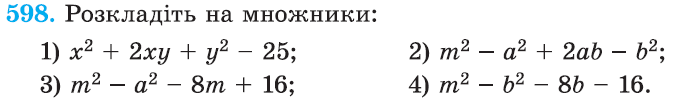 598. Розкладіть на множники:
1) x² + 2xy + y² − 25; 2) m² − a² + 2ab − b²;
3) m² − a² − 8m + 16; 4) m² − b² − 8b − 16.